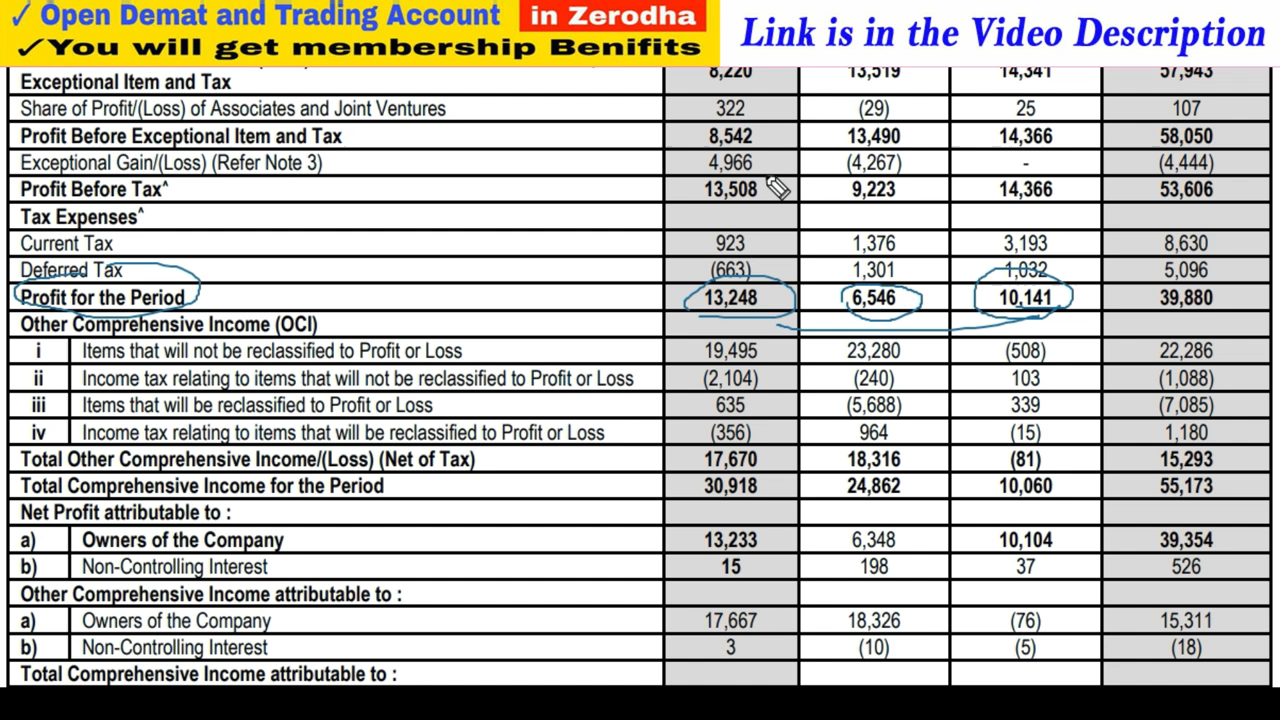 ✓ Open Demat and Trading Account in Zerodha
✓You will get membership Benifits
Link is in the Video Description
Exceptional Item and Tax 8,220 13,519 14,341 57,943
Share of Profit/(Loss) of Associates and Joint Ventures 322 (29) 25 107
Profit Before Exceptional Item and Tax 8,542 13,490 14,366 58,050
Exceptional Gain/(Loss) (Refer Note 3) 4,966 (4,267) - (4,444)
Profit Before Tax^ 13,508 9,223 14,366 53,606
Tax Expenses^
Current Tax 923 1,376 3,193 8,630
Deferred Tax (663) 1,301 1,032 5,096
Profit for the Period 13,248 6,546 10,141 39,880
Other Comprehensive Income (OCI)
i Items that will not be reclassified to Profit or Loss 19,495 23,280 (508) 22,286
ii Income tax relating to items that will not be reclassified to Profit or Loss (2,104) (240) 103 (1,088)
iii Items that will be reclassified to Profit or Loss 635 (5,688) 339 (7,085)
iv Income tax relating to items that will be reclassified to Profit or Loss (356) 964 (15) 1,180
Total Other Comprehensive Income/(Loss) (Net of Tax) 17,670 18,316 (81) 15,293
Total Comprehensive Income for the Period 30,918 24,862 10,060 55,173
Net Profit attributable to :
a) Owners of the Company 13,233 6,348 10,104 39,354
b) Non-Controlling Interest 15 198 37 526
Other Comprehensive Income attributable to :
a) Owners of the Company 17,667 18,326 (76) 15,311
b) Non-Controlling Interest 3 (10) (5) (18)
Total Comprehensive Income attributable to :